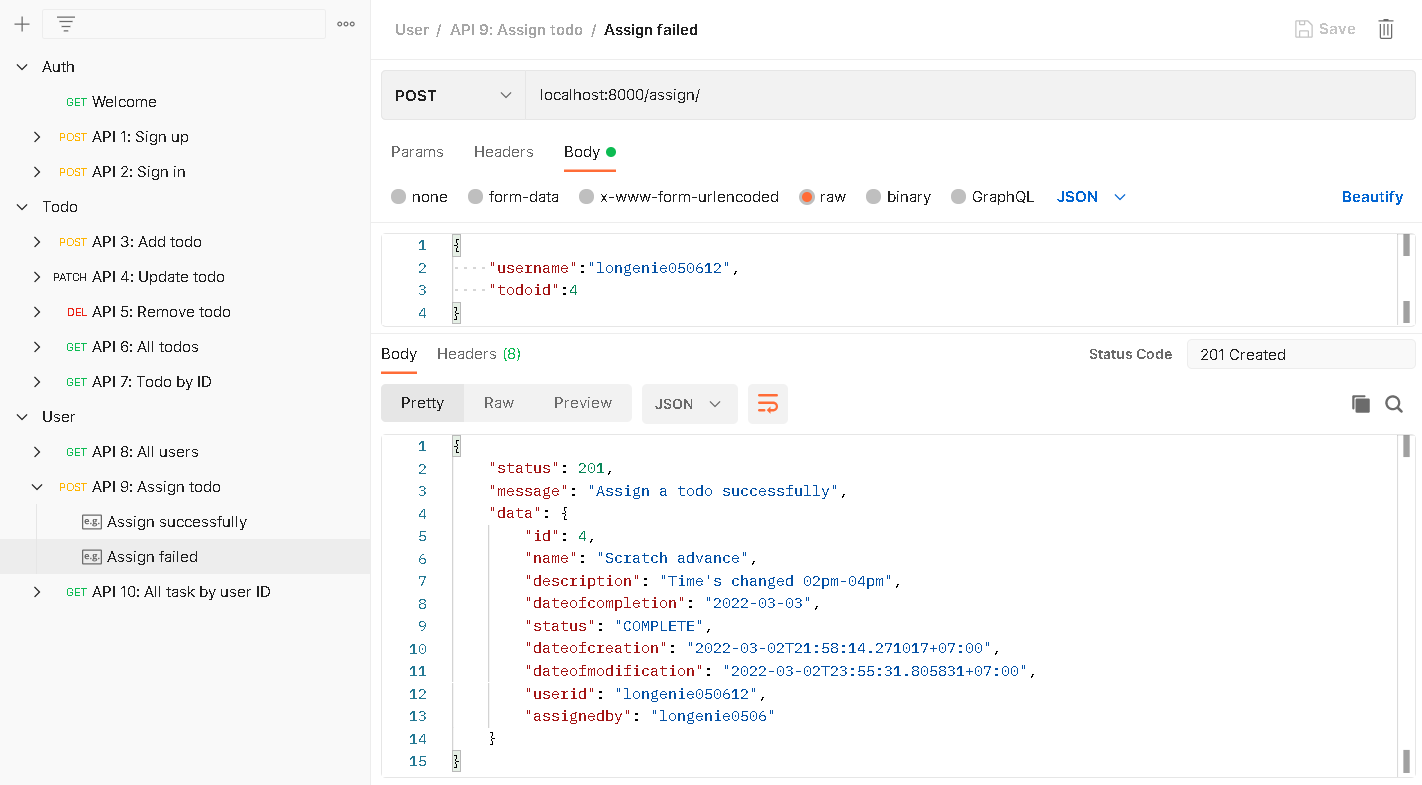 Auth
GET Welcome
POST API 1: Sign up
POST API 2: Sign in
Todo
POST API 3: Add todo
PATCH API 4: Update todo
DEL API 5: Remove todo
GET API 6: All todos
GET API 7: Todo by ID
User
GET API 8: All users
POST API 9: Assign todo
e.g. Assign successfully
e.g. Assign failed
GET API 10: All task by user ID
User / API 9: Assign todo / Assign failed
Save
POST localhost:8000/assign/
Params Headers Body
none form-data x-www-form-urlencoded raw binary GraphQL JSON Beautify
1 {
2 "username":"longenie050612",
3 "todoid":4
4 }
Body Headers (8) Status Code 201 Created
Pretty Raw Preview JSON
1 {
2 "status": 201,
3 "message": "Assign a todo successfully",
4 "data": {
5 "id": 4,
6 "name": "Scratch advance",
7 "description": "Time's changed 02pm-04pm",
8 "dateofcompletion": "2022-03-03",
9 "status": "COMPLETE",
10 "dateofcreation": "2022-03-02T21:58:14.271017+07:00",
11 "dateofmodification": "2022-03-02T23:55:31.805831+07:00",
12 "userid": "longenie050612",
13 "assignedby": "longenie0506"
14 }
15 }